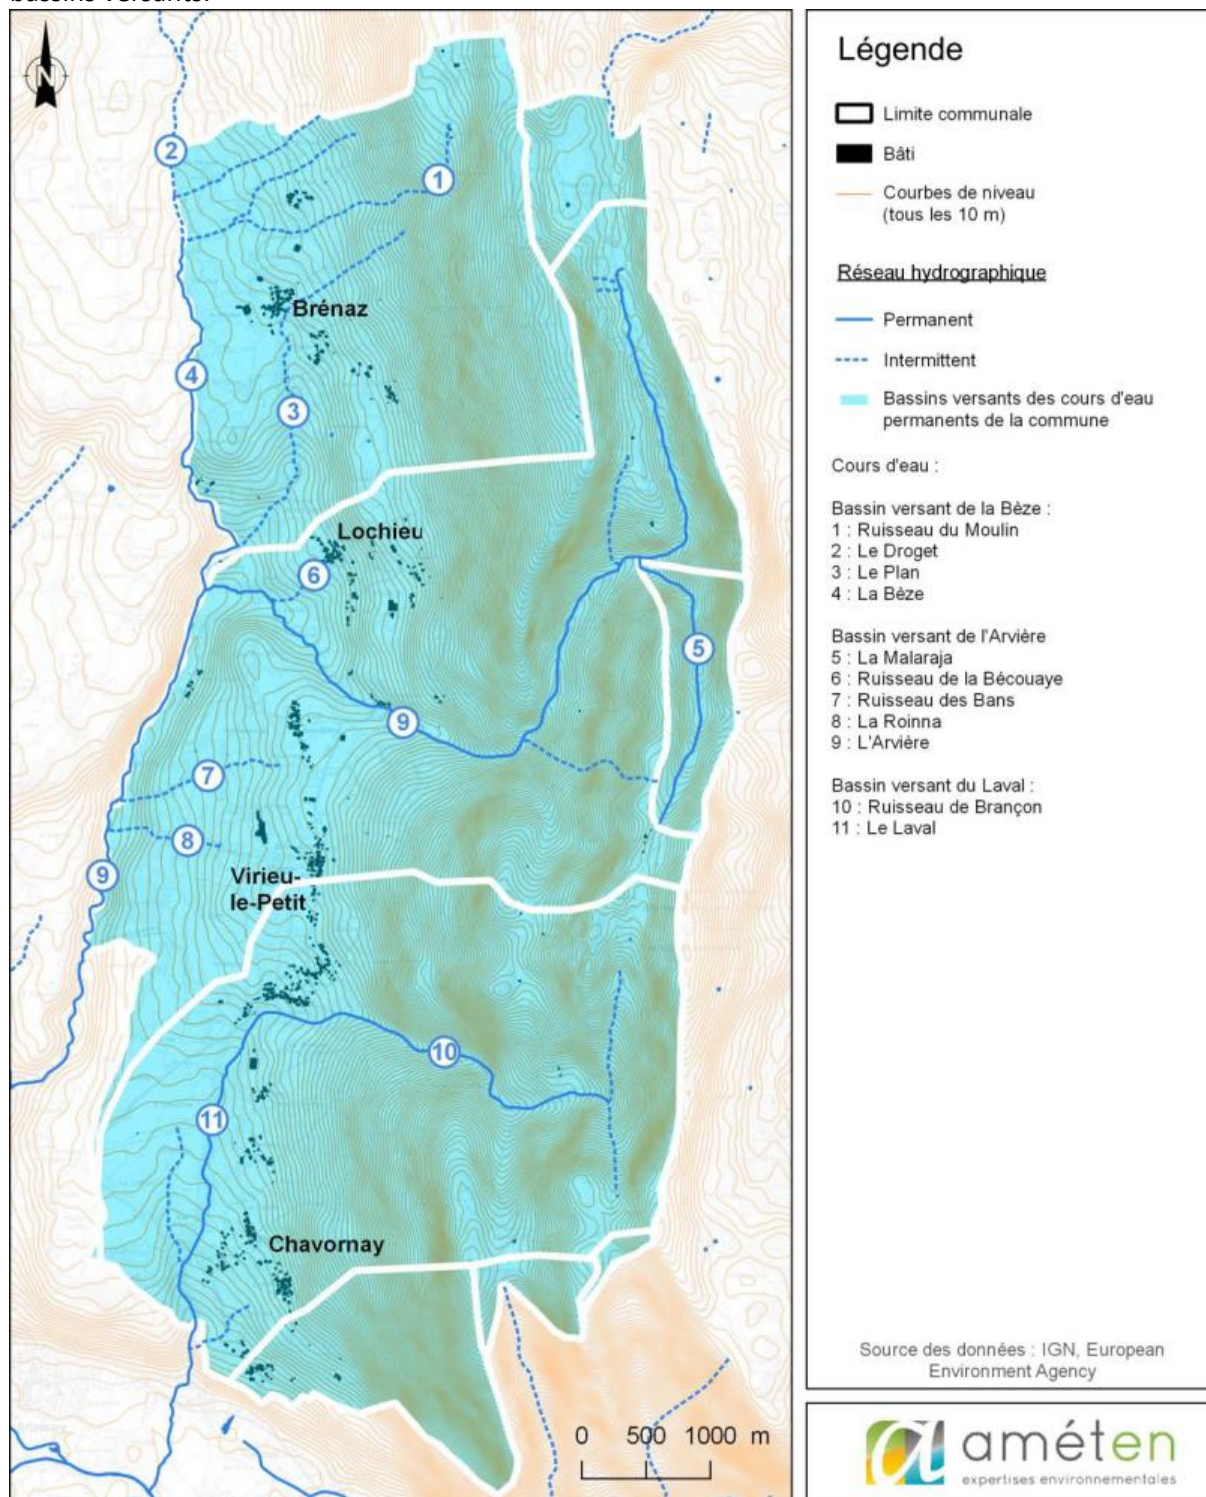 bassins versants.
N
2
1
Brénaz
4
3
Lochieu
6
5
9
7
8
Virieu-
le-Petit
9
10
11
Chavornay
0 500 1000 m
Légende
Limite communale
Bâti
Courbes de niveau
(tous les 10 m)
Réseau hydrographique
Permanent
Intermittent
Bassins versants des cours d'eau
permanents de la commune
Cours d'eau :
Bassin versant de la Bèze :
1 : Ruisseau du Moulin
2 : Le Droget
3 : Le Plan
4 : La Bèze
Bassin versant de l'Arvière
5 : La Malaraja
6 : Ruisseau de la Bécouaye
7 : Ruisseau des Bans
8 : La Roinna
9 : L'Arvière
Bassin versant du Laval :
10 : Ruisseau de Brançon
11 : Le Laval
Source des données : IGN, European
Environment Agency
améten
expertises environnementales